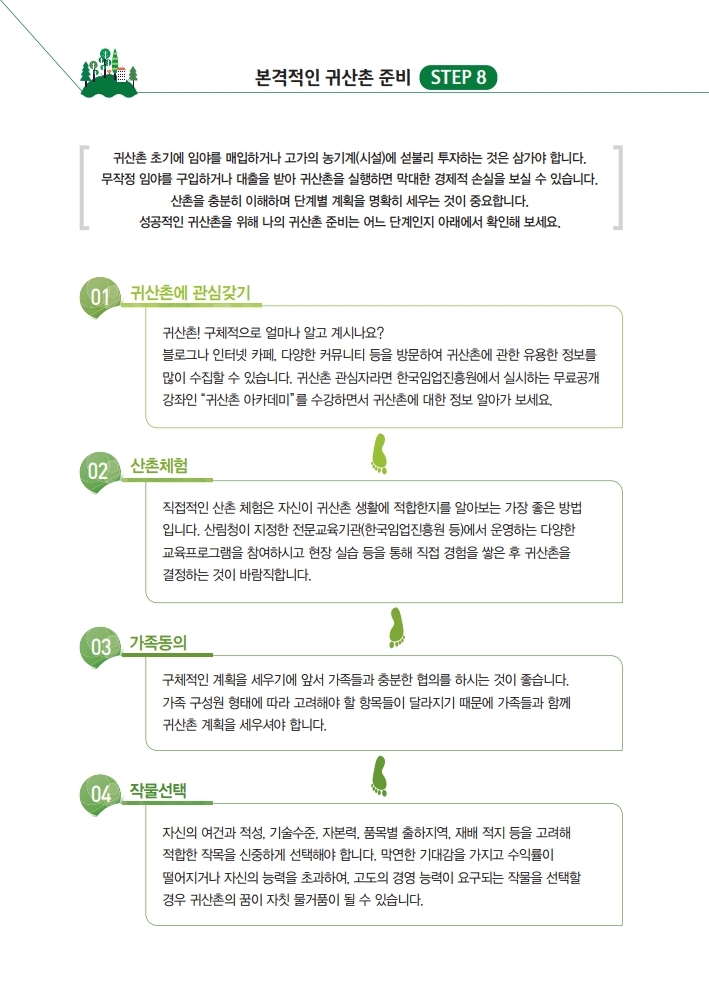 본격적인 귀산촌 준비 STEP 8
귀산촌 초기에 임야를 매입하거나 고가의 농기계(시설)에 섣불리 투자하는 것은 삼가야 합니다.
무작정 임야를 구입하거나 대출을 받아 귀산촌을 실행하면 막대한 경제적 손실을 보실 수 있습니다.
산촌을 충분히 이해하며 단계별 계획을 명확히 세우는 것이 중요합니다.
성공적인 귀산촌을 위해 나의 귀산촌 준비는 어느 단계인지 아래에서 확인해 보세요.
01 귀산촌에 관심갖기
귀산촌! 구체적으로 얼마나 알고 계시나요?
블로그나 인터넷 카페, 다양한 커뮤니티 등을 방문하여 귀산촌에 관한 유용한 정보를
많이 수집할 수 있습니다. 귀산촌 관심자라면 한국임업진흥원에서 실시하는 무료공개
강좌인 “귀산촌 아카데미”를 수강하면서 귀산촌에 대한 정보 알아가 보세요.
02 산촌체험
직접적인 산촌 체험은 자신이 귀산촌 생활에 적합한지를 알아보는 가장 좋은 방법
입니다. 산림청이 지정한 전문교육기관(한국임업진흥원 등)에서 운영하는 다양한
교육프로그램을 참여하시고 현장 실습 등을 통해 직접 경험을 쌓은 후 귀산촌을
결정하는 것이 바람직합니다.
03 가족동의
구체적인 계획을 세우기에 앞서 가족들과 충분한 협의를 하시는 것이 좋습니다.
가족 구성원 형태에 따라 고려해야 할 항목들이 달라지기 때문에 가족들과 함께
귀산촌 계획을 세우셔야 합니다.
04 작물선택
자신의 여건과 적성, 기술수준, 자본력, 품목별 출하지역, 재배 적지 등을 고려해
적합한 작목을 신중하게 선택해야 합니다. 막연한 기대감을 가지고 수익률이
떨어지거나 자신의 능력을 초과하여, 고도의 경영 능력이 요구되는 작물을 선택할
경우 귀산촌의 꿈이 자칫 물거품이 될 수 있습니다.